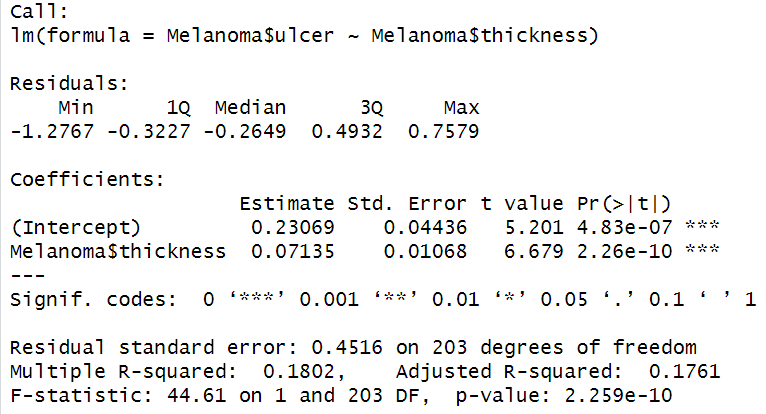 Call:
lm(formula = Melanoma$ulcer ~ Melanoma$thickness)
Residuals:
Min 1Q Median 3Q Max
-1.2767 -0.3227 -0.2649 0.4932 0.7579
Coefficients:
Estimate Std. Error t value Pr(>|t|)
(Intercept) 0.23069 0.04436 5.201 4.83e-07 ***
Melanoma$thickness 0.07135 0.01068 6.679 2.26e-10 ***
---
Signif. codes: 0 ‘***’ 0.001 ‘**’ 0.01 ‘*’ 0.05 ‘.’ 0.1 ‘ ’ 1
Residual standard error: 0.4516 on 203 degrees of freedom
Multiple R-squared: 0.1802, Adjusted R-squared: 0.1761
F-statistic: 44.61 on 1 and 203 DF, p-value: 2.259e-10